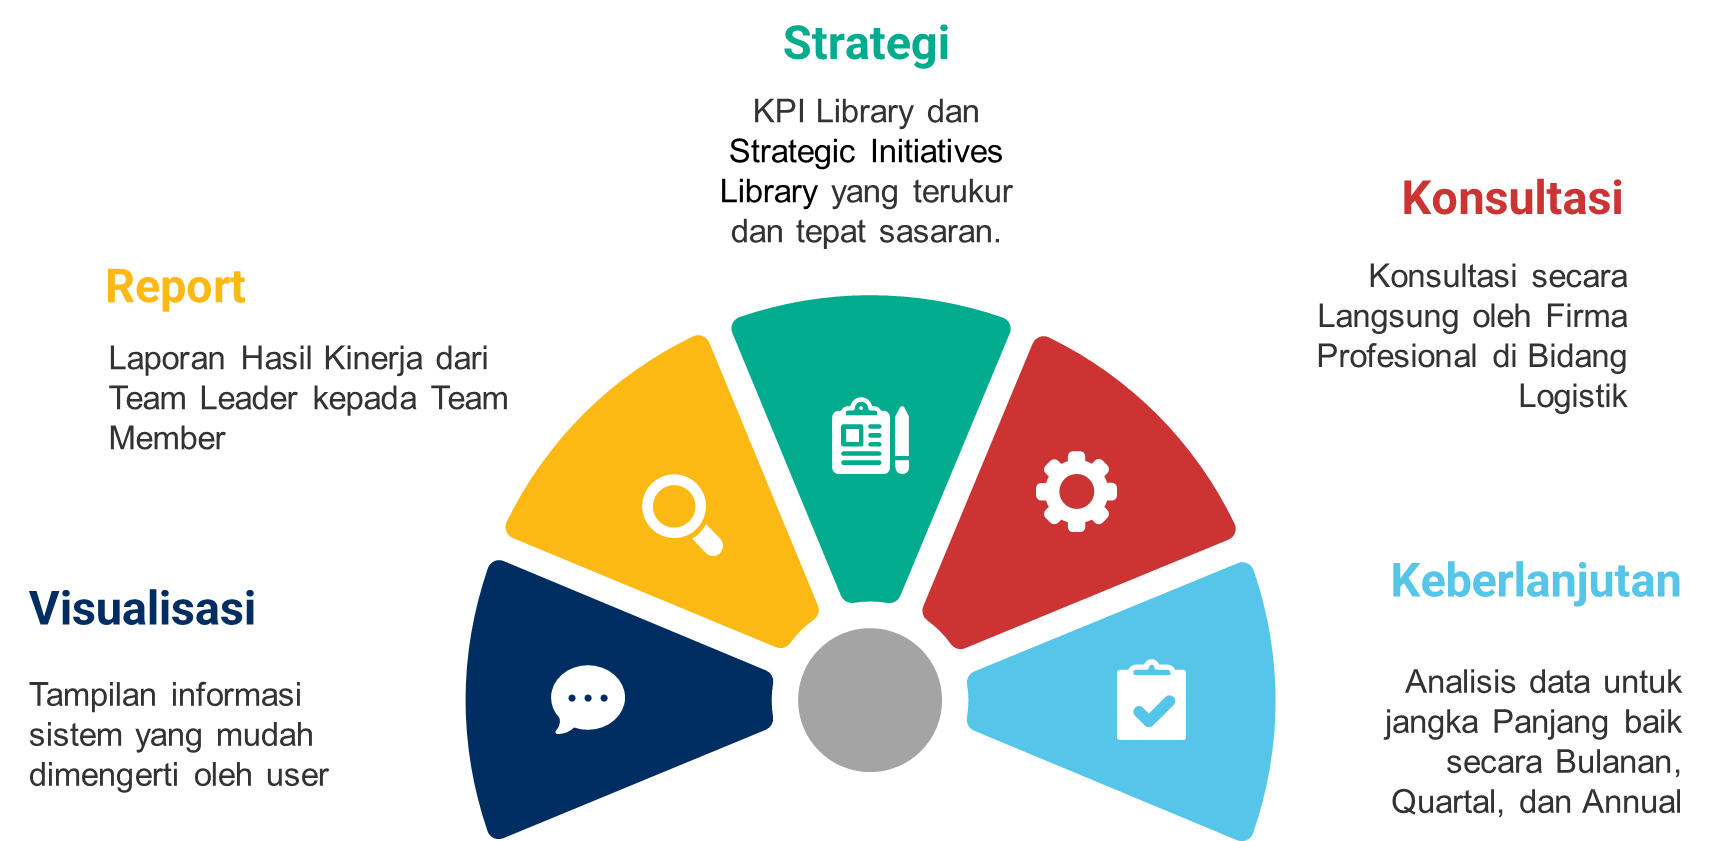 Strategi
KPI Library dan
Strategic Initiatives
Library yang terukur
dan tepat sasaran.
Konsultasi
Konsultasi secara
Langsung oleh Firma
Profesional di Bidang
Logistik
Report
Laporan Hasil Kinerja dari
Team Leader kepada Team
Member
Visualisasi
Tampilan informasi
sistem yang mudah
dimengerti oleh user
Keberlanjutan
Analisis data untuk
jangka Panjang baik
secara Bulanan,
Quartal, dan Annual